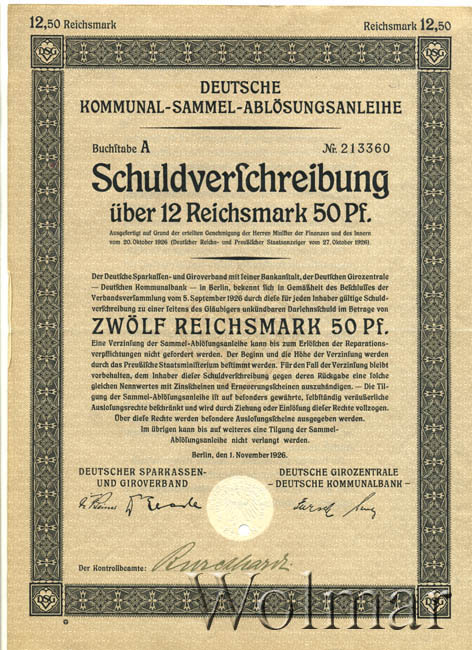 12,50 Reichsmark
Reichsmark 12,50
DSG
DSG
DEUTSCHE
KOMMUNAL-SAMMEL-ABLÖSUNGSANLEIHE
Buchſtabe A
Nr. 213360
Schuldverſchreibung
über 12 Reichsmark 50 Pf.
Ausgefertigt auf Grund der erteilten Genehmigung der Herren Miniſter der Finanzen und des Innern
vom 20. Oktober 1926 (Deutſcher Reichs- und Preußiſcher Staatsanzeiger vom 27. Oktober 1926).
Der Deutſche Sparkaſſen- und Giroverband mit ſeiner Bankanſtalt, der Deutſchen Girozentrale
— Deutſchen Kommunalbank — in Berlin, bekennt ſich in Gemäßheit des Beſchluſſes der
Verbandsverſammlung vom 5. September 1926 durch dieſe für jeden Inhaber gültige Schuld-
verſchreibung zu einer ſeitens des Gläubigers unkündbaren Darlehnsſchuld im Betrage von
ZWÖLF REICHSMARK 50 PF.
Eine Verzinſung der Sammel-Ablöſungsanleihe kann bis zum Erlöſchen der Reparations-
verpflichtungen nicht gefordert werden. Der Beginn und die Höhe der Verzinſung werden
durch das Preußiſche Staatsminiſterium beſtimmt werden. Für den Fall der Verzinſung bleibt
vorbehalten, dem Inhaber dieſer Schuldverſchreibung gegen deren Rückgabe eine ſolche
gleichen Nennwertes mit Zinsſcheinen und Erneuerungsſcheinen auszuhändigen. — Die Til-
gung der Sammel-Ablöſungsanleihe iſt auf beſonders gewährte, ſelbſtändig veräußerliche
Ausloſungsrechte beſchränkt und wird durch Ziehung oder Einlöſung dieſer Rechte vollzogen.
Über dieſe Rechte werden beſondere Ausloſungsſcheine ausgegeben werden.
Im übrigen kann bis auf weiteres eine Tilgung der Sammel-
Ablöſungsanleihe nicht verlangt werden.
Berlin, den 1. November 1926.
DEUTSCHER SPARKASSEN-
UND GIROVERBAND
DEUTSCHE GIROZENTRALE
– DEUTSCHE KOMMUNALBANK –
Der Kontrollbeamte: Burckhardt
DSG
DSG
Wolmar